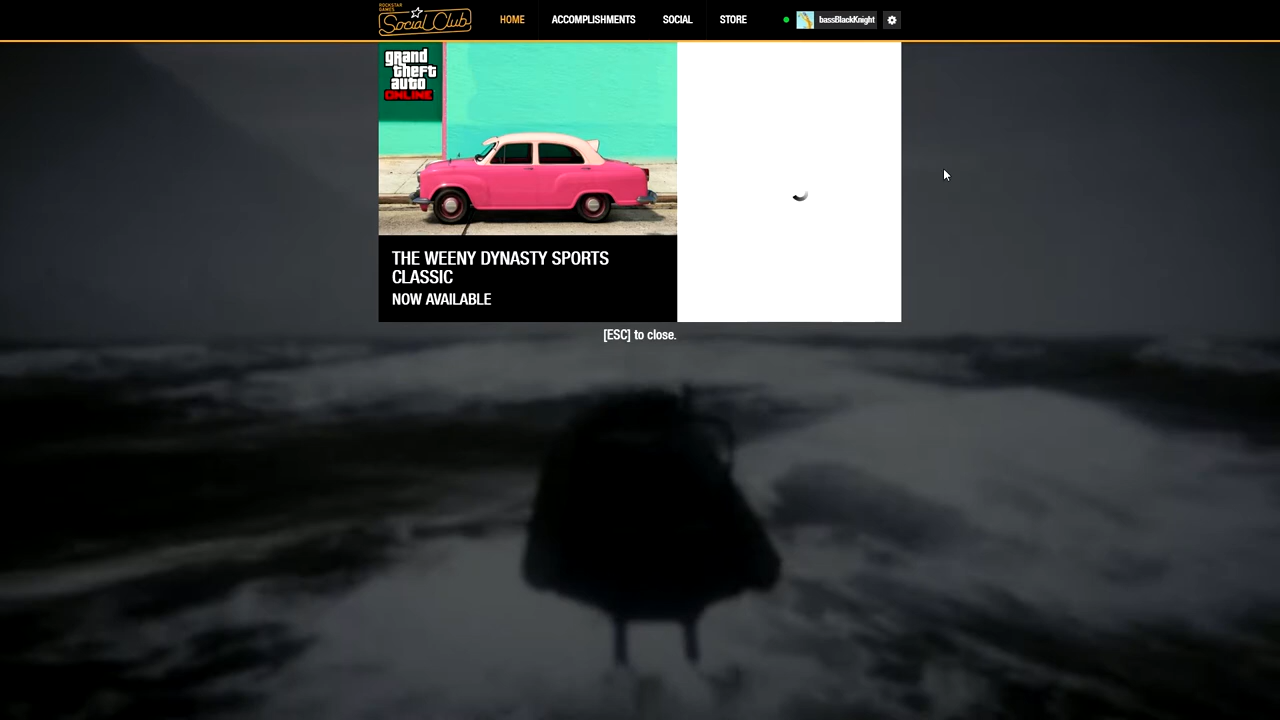 ROCKSTAR
GAMES
Social Club
HOME
ACCOMPLISHMENTS
SOCIAL
STORE
bassBlackKnight
grand
theft
auto
ONLINE
THE WEENY DYNASTY SPORTS
CLASSIC
NOW AVAILABLE
[ESC] to close.